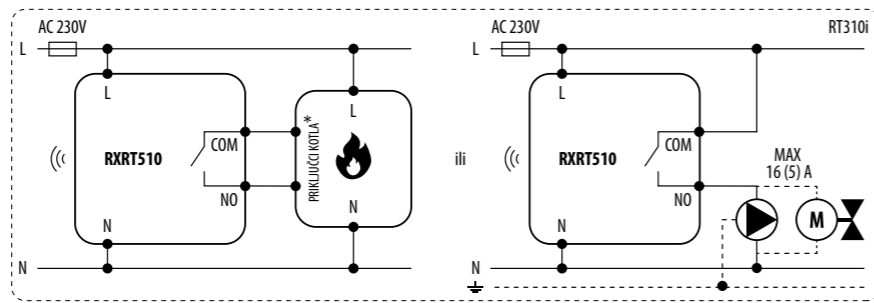 AC 230V
L
L
RXRT510
COM
NO
N
N
PRIKLJUČCI KOTLA*
L
N
ili
AC 230V
RT310i
L
L
RXRT510
COM
NO
N
N
MAX
16 (5) A
M